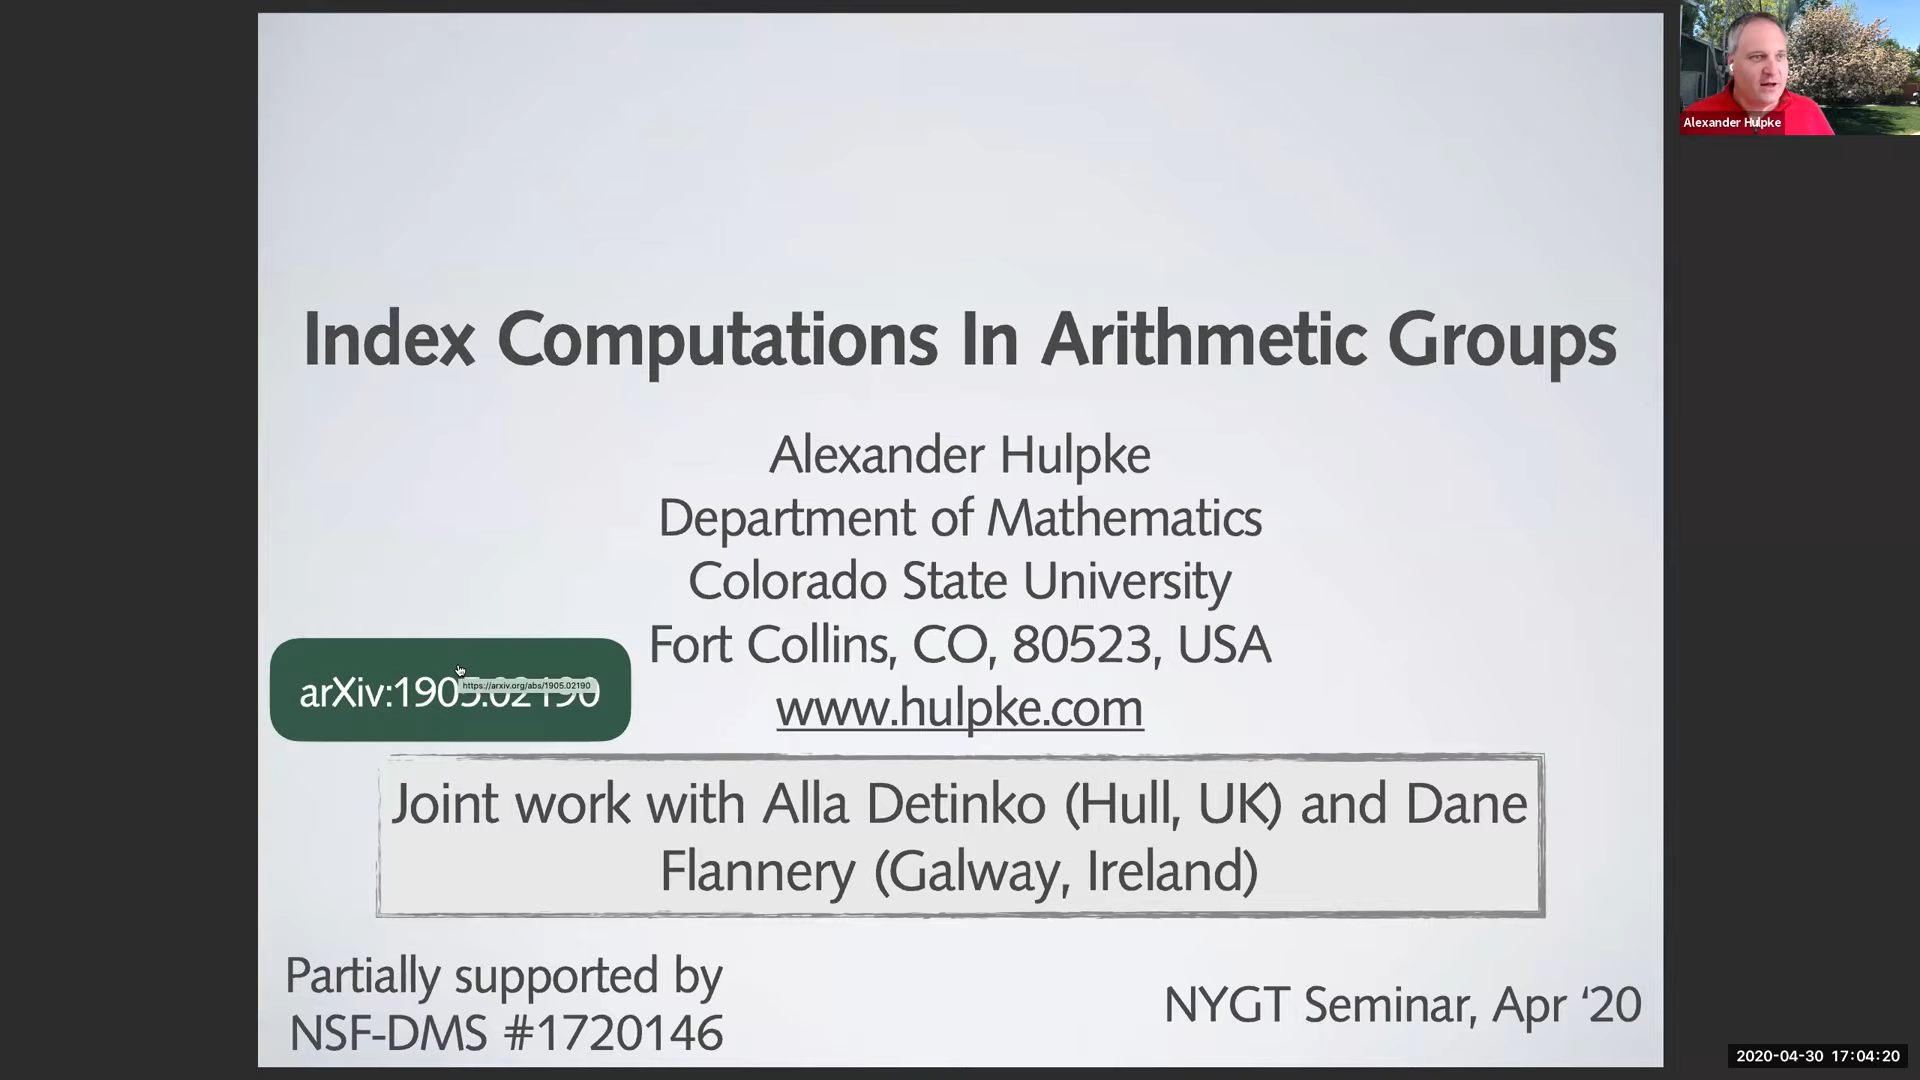 Alexander Hulpke
Index Computations In Arithmetic Groups
Alexander Hulpke
Department of Mathematics
Colorado State University
Fort Collins, CO, 80523, USA
arXiv:1905.02190
https://arxiv.org/abs/1905.02190
www.hulpke.com
Joint work with Alla Detinko (Hull, UK) and Dane
Flannery (Galway, Ireland)
Partially supported by
NSF-DMS #1720146
NYGT Seminar, Apr ‘20
2020-04-30 17:04:20